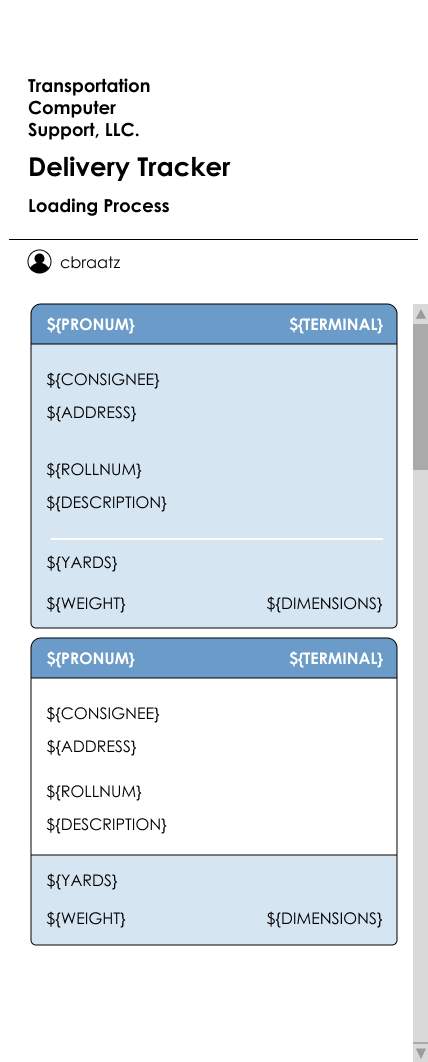 Transportation
Computer
Support, LLC.
Delivery Tracker
Loading Process
cbraatz
${PRONUM} ${TERMINAL}
${CONSIGNEE}
${ADDRESS}
${ROLLNUM}
${DESCRIPTION}
${YARDS}
${WEIGHT} ${DIMENSIONS}
${PRONUM} ${TERMINAL}
${CONSIGNEE}
${ADDRESS}
${ROLLNUM}
${DESCRIPTION}
${YARDS}
${WEIGHT} ${DIMENSIONS}